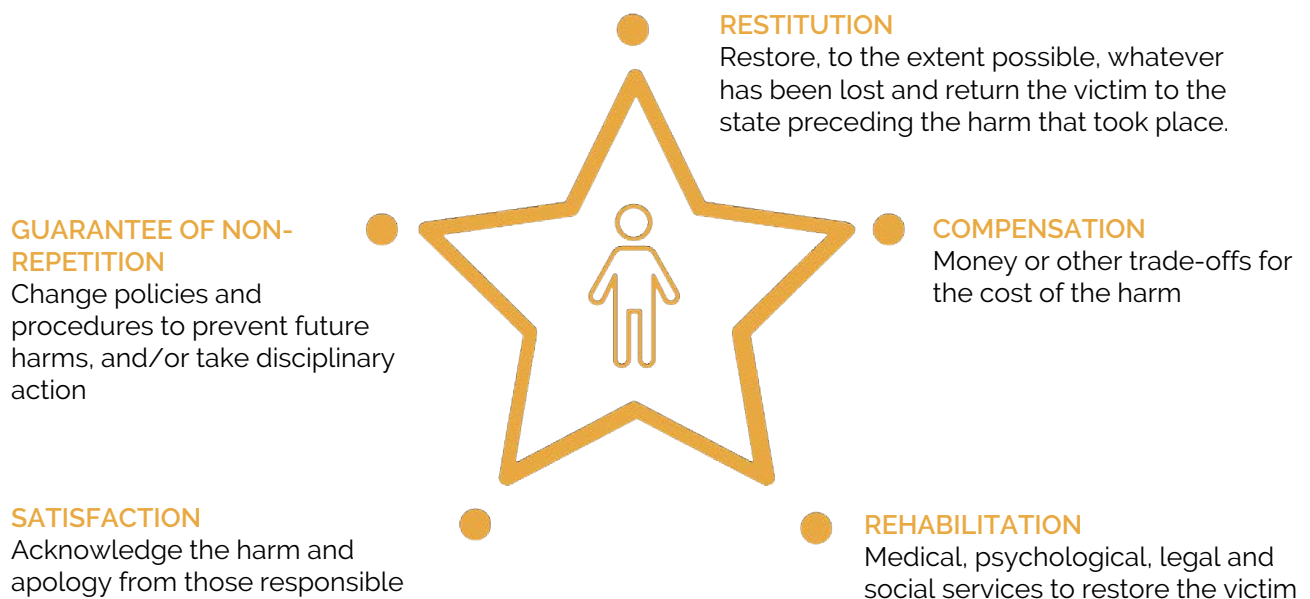 RESTITUTION
Restore, to the extent possible, whatever
has been lost and return the victim to the
state preceding the harm that took place.
GUARANTEE OF NON-
REPETITION
Change policies and
procedures to prevent future
harms, and/or take disciplinary
action
COMPENSATION
Money or other trade-offs for
the cost of the harm
SATISFACTION
Acknowledge the harm and
apology from those responsible
REHABILITATION
Medical, psychological, legal and
social services to restore the victim